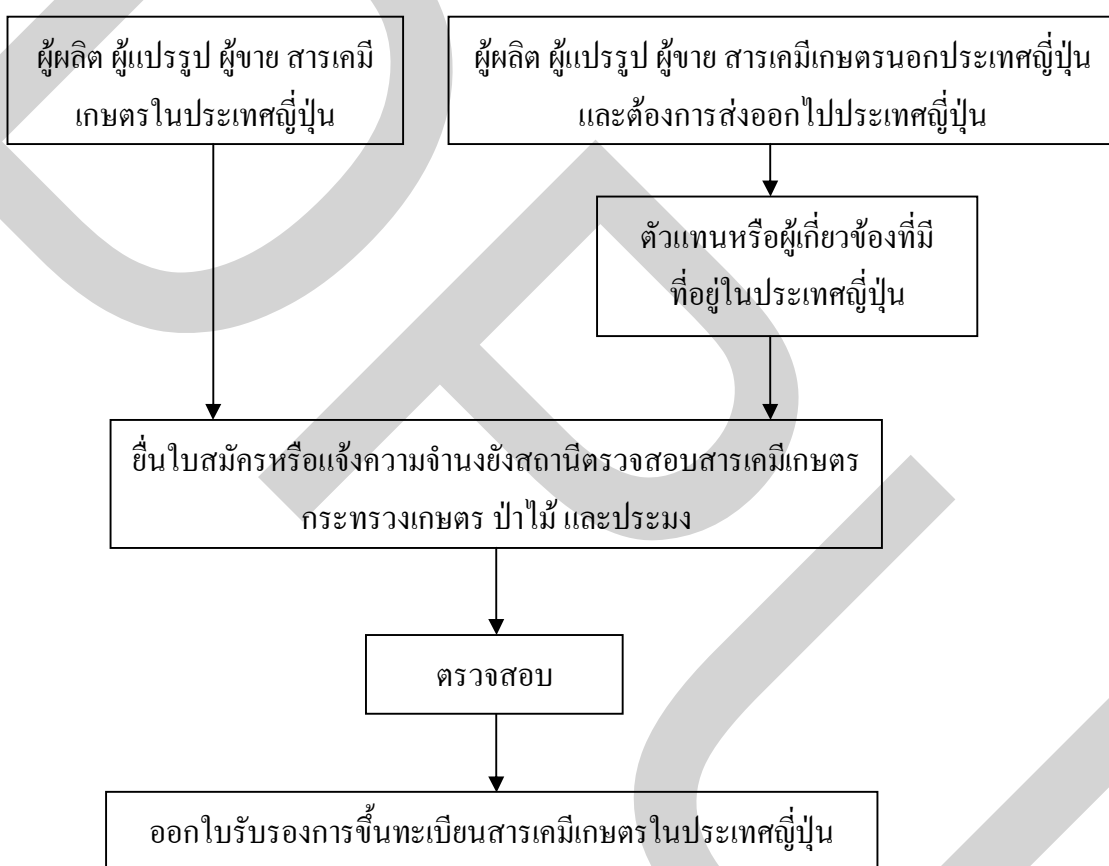 ผู้ผลิต ผู้แปรรูป ผู้ขาย สารเคมี
เกษตรในประเทศญี่ปุ่น
ผู้ผลิต ผู้แปรรูป ผู้ขาย สารเคมีเกษตรนอกประเทศญี่ปุ่น
และต้องการส่งออกไปประเทศญี่ปุ่น
ตัวแทนหรือผู้เกี่ยวข้องที่มี
ที่อยู่ในประเทศญี่ปุ่น
ยื่นใบสมัครหรือแจ้งความจำนงยังสถานีตรวจสอบสารเคมีเกษตร
กระทรวงเกษตร ป่าไม้ และประมง
ตรวจสอบ
ออกใบรับรองการขึ้นทะเบียนสารเคมีเกษตรในประเทศญี่ปุ่น